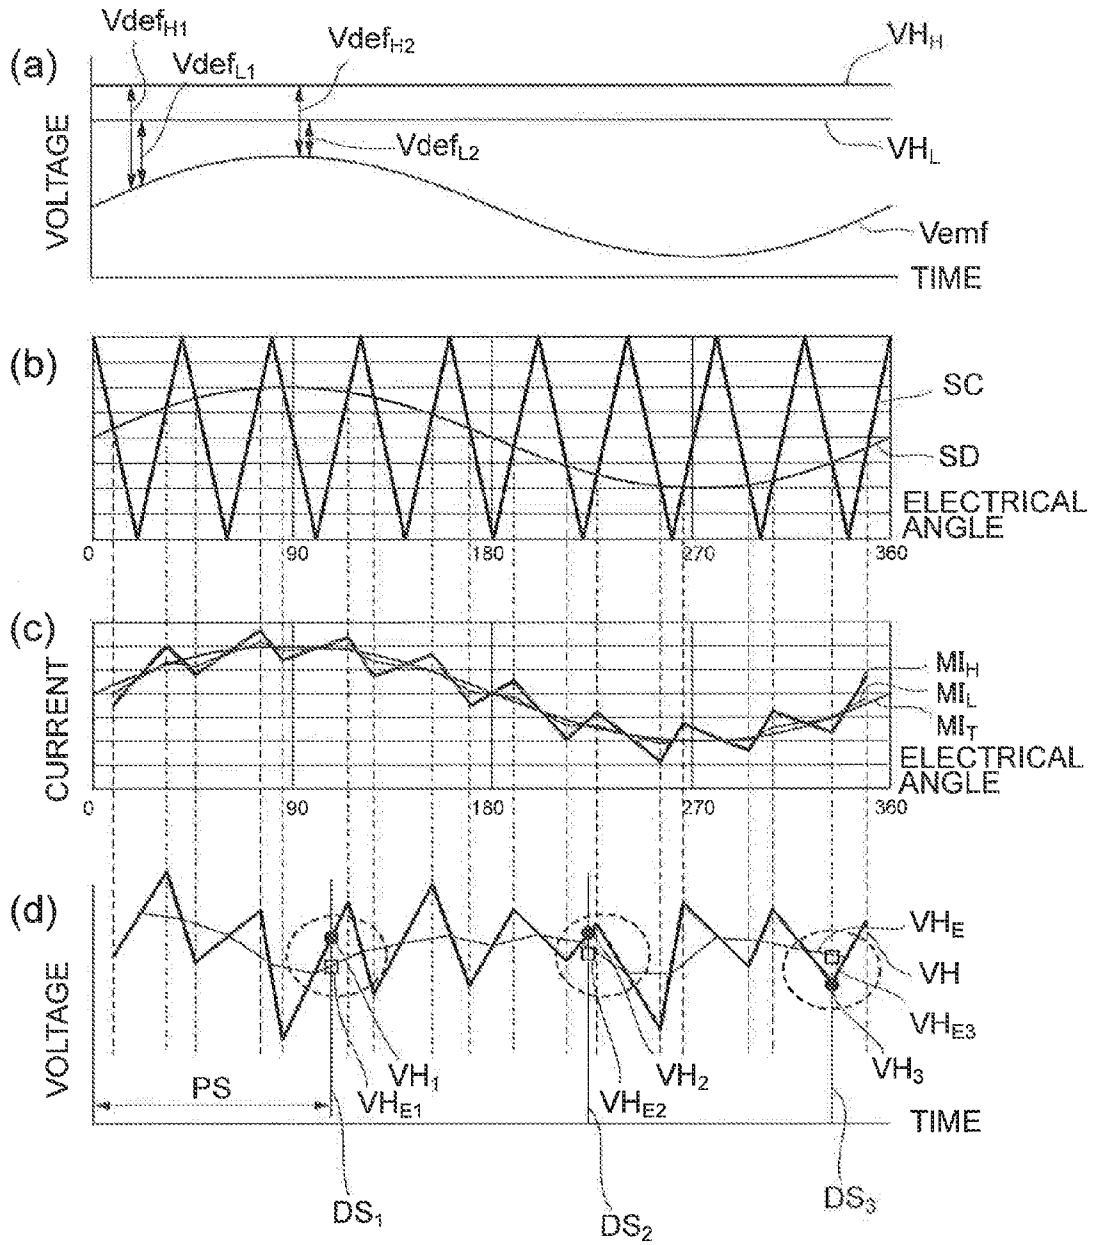 (a)
Vdef_H1
Vdef_L1
Vdef_H2
Vdef_L2
VH_H
VH_L
Vemf
VOLTAGE
TIME
(b)
SC
SD
ELECTRICAL
ANGLE
0 90 180 270 360
(c)
CURRENT
MI_H
MI_L
MI_T
ELECTRICAL
ANGLE
0 90 180 270 360
(d)
VOLTAGE
VH_E
VH
VH_E3
VH_3
VH_1
VH_E1
VH_2
VH_E2
PS
TIME
DS_1
DS_2
DS_3